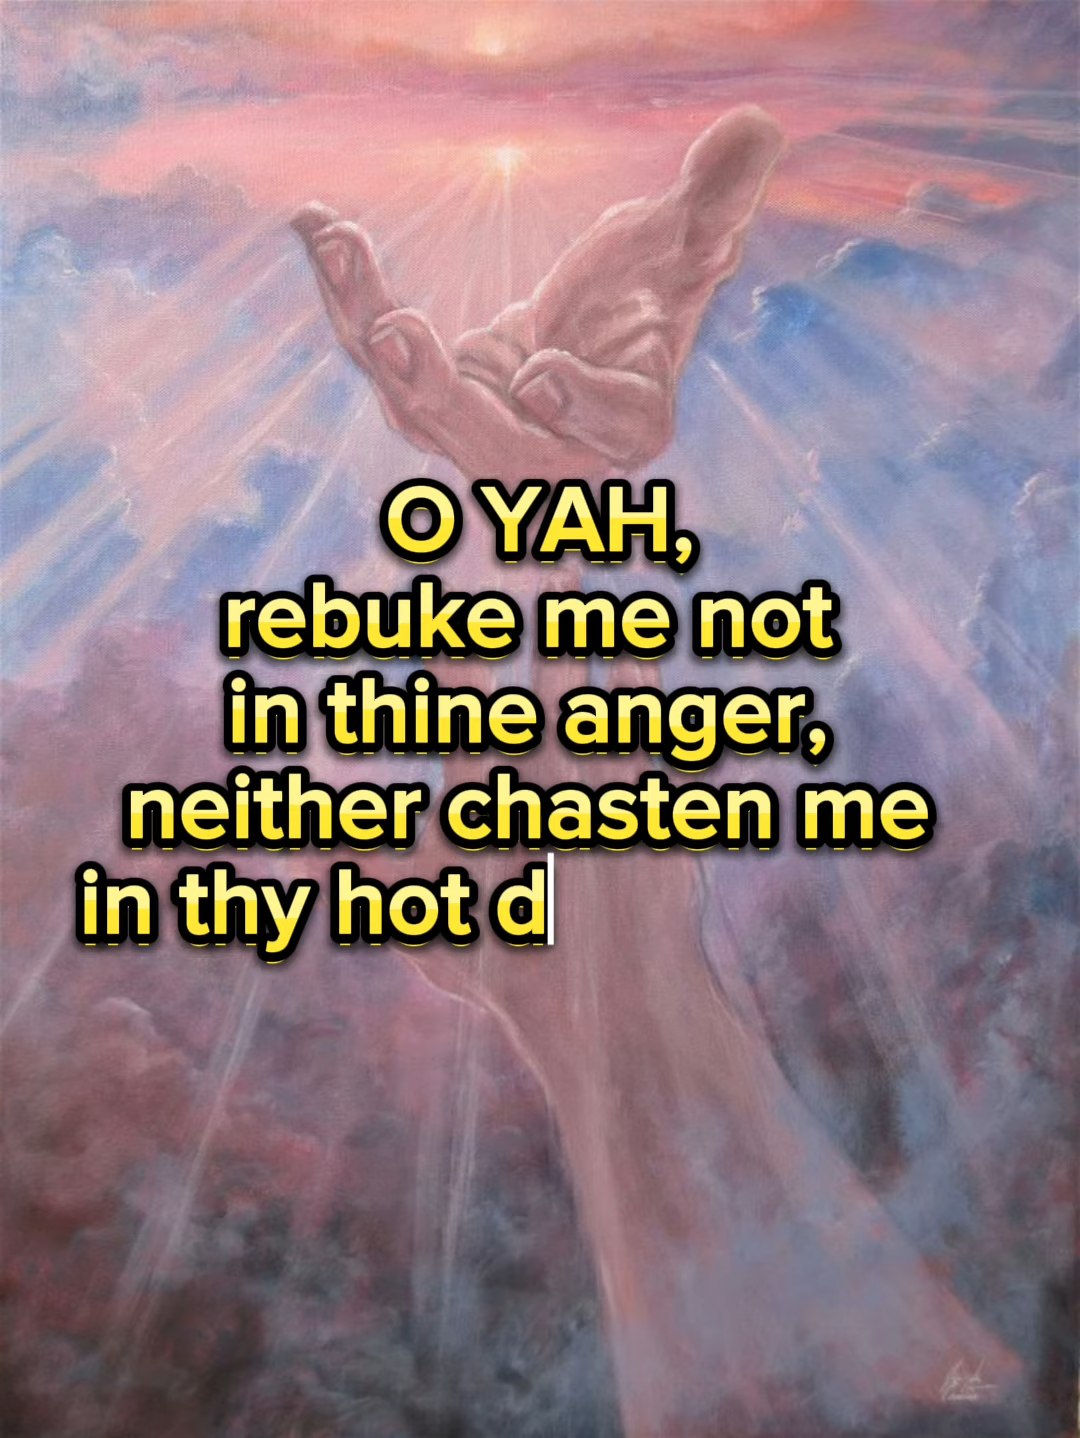 O YAH,
rebuke me not
in thine anger,
neither chasten me
in thy hot d